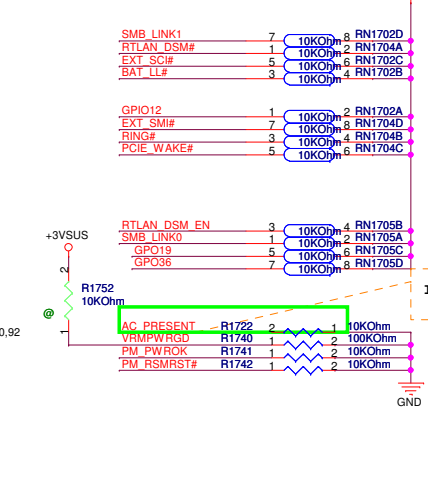 SMB_LINK1 7 10KOhm 8 RN1702D
RTLAN_DSM# 1 10KOhm 2 RN1704A
EXT_SCI# 5 10KOhm 6 RN1702C
BAT_LL# 3 10KOhm 4 RN1702B
GPIO12 1 10KOhm 2 RN1702A
EXT_SMI# 7 10KOhm 8 RN1704D
RING# 3 10KOhm 4 RN1704B
PCIE_WAKE# 5 10KOhm 6 RN1704C
RTLAN_DSM_EN 3 10KOhm 4 RN1705B
SMB_LINK0 1 10KOhm 2 RN1705A
GPO19 5 10KOhm 6 RN1705C
GPO36 7 10KOhm 8 RN1705D
+3VSUS
2
R1752
10KOhm
@
1
0,92
AC_PRESENT R1722 2 1 10KOhm
VRMPWRGD R1740 1 2 100KOhm
PM_PWROK R1741 1 2 10KOhm
PM_RSMRST# R1742 1 2 10KOhm
GND